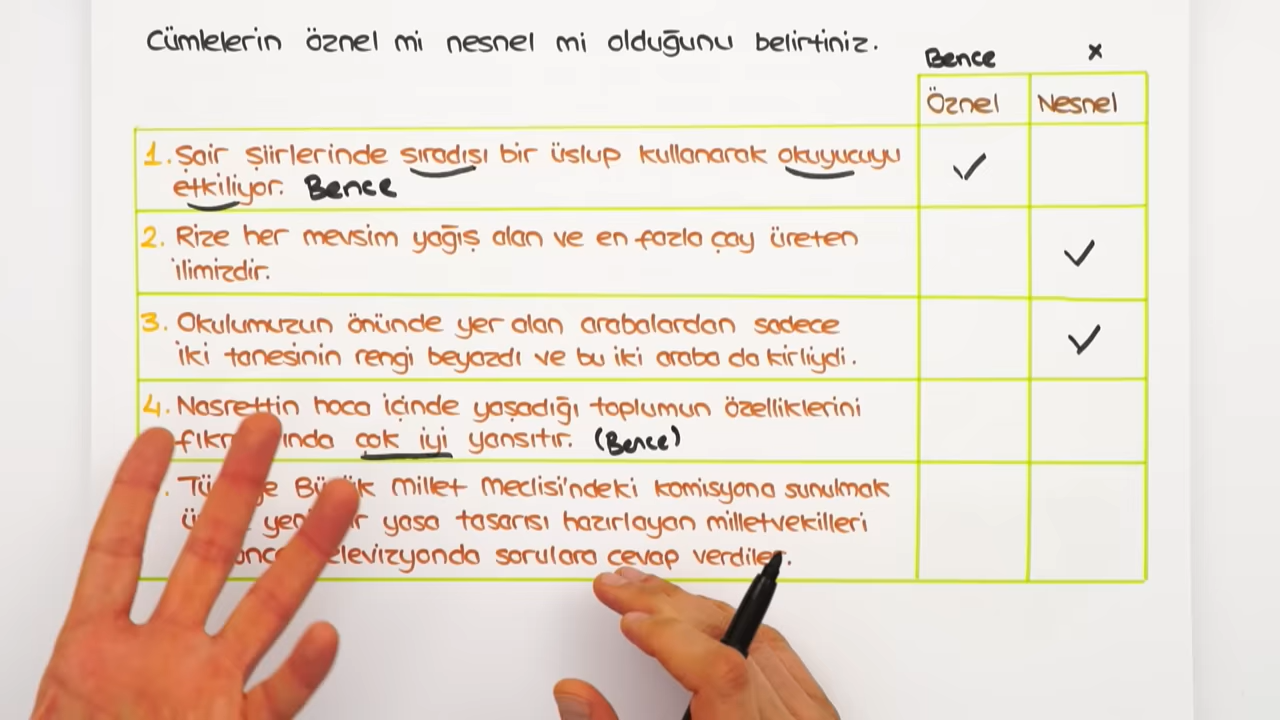 Cümlelerin öznel mi nesnel mi olduğunu belirtiniz.
Bence x
Öznel Nesnel
1. Şair şiirlerinde sıradışı bir üslup kullanarak okuyucuyu
etkiliyor. Bence
2. Rize her mevsim yağış alan ve en fazla çay üreten
ilimizdir.
3. Okulumuzun önünde yer alan arabalardan sadece
iki tanesinin rengi beyazdı ve bu iki araba da kirliydi.
4. Nasrettin hoca içinde yaşadığı toplumun özelliklerini
çok iyi yansıtır. (Bence)
millet meclisi'ndeki komisyona sunulmak
yasa tasarısı hazırlayan milletvekilleri
sorulara cevap verdiler.